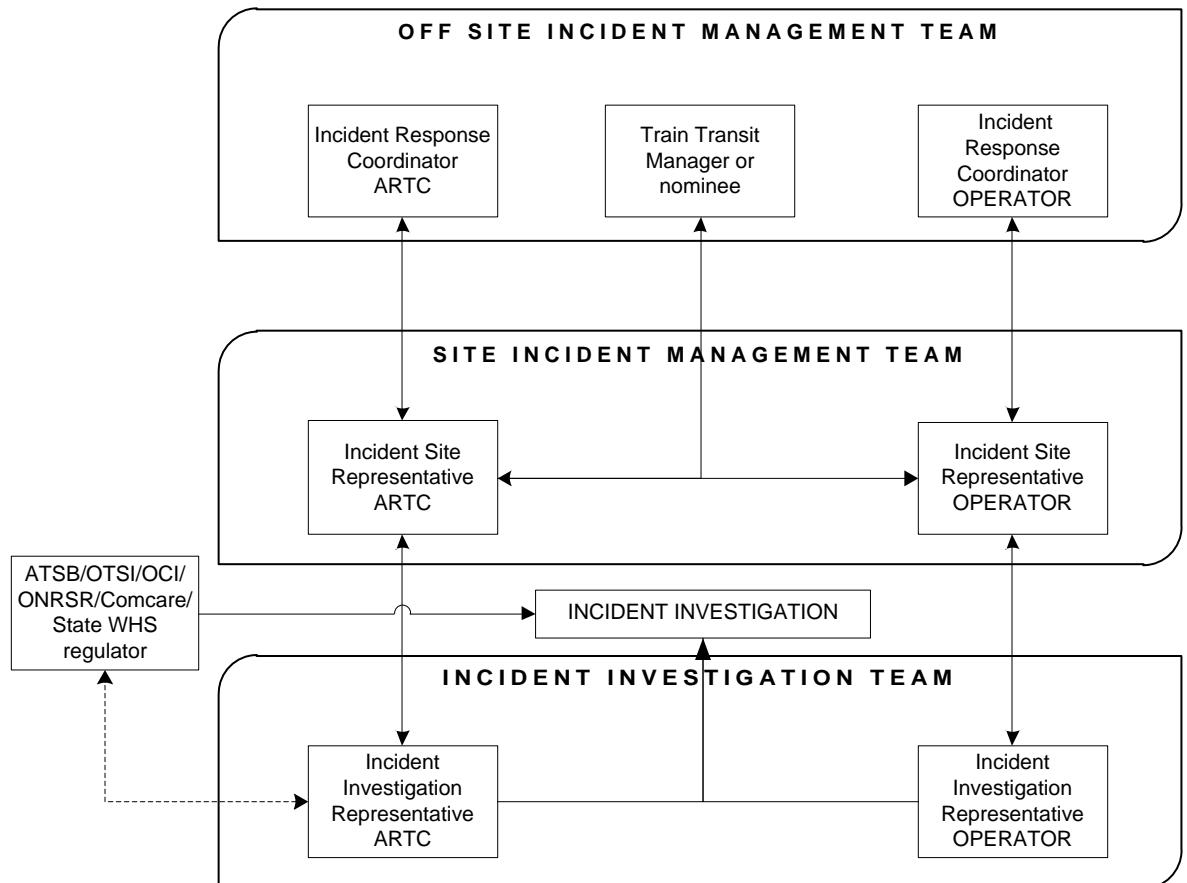 OFF SITE INCIDENT MANAGEMENT TEAM
Incident Response
Coordinator
ARTC
Train Transit
Manager or
nominee
Incident
Response
Coordinator
OPERATOR
SITE INCIDENT MANAGEMENT TEAM
Incident Site
Representative
ARTC
Incident Site
Representative
OPERATOR
ATSB/OTSI/OCI/
ONRSR/Comcare/
State WHS
regulator
INCIDENT INVESTIGATION
INCIDENT INVESTIGATION TEAM
Incident
Investigation
Representative
ARTC
Incident
Investigation
Representative
OPERATOR